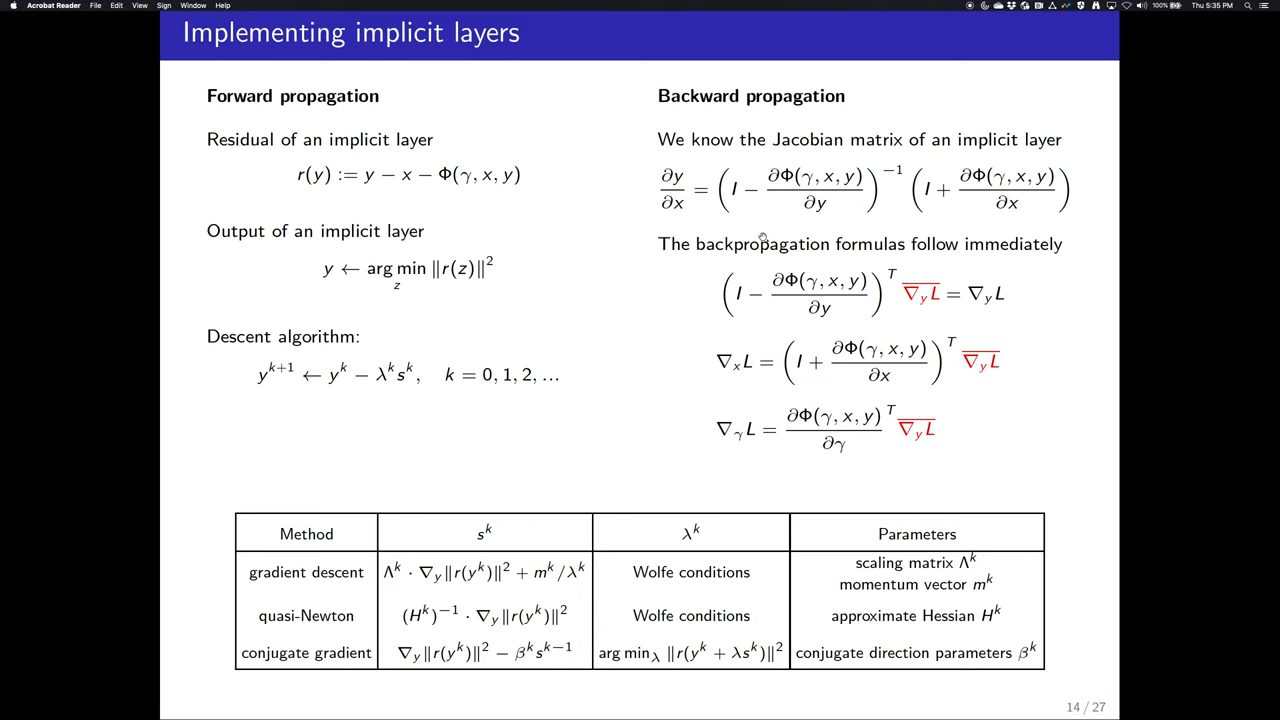 Acrobat Reader File Edit View Sign Window Help 100% Thu 5:35 PM
Implementing implicit layers
Forward propagation
Residual of an implicit layer
r(y) := y − x − Φ(γ, x, y)
Output of an implicit layer
y ← arg min_z ‖r(z)‖²
Descent algorithm:
y^{k+1} ← y^k − λ^k s^k, k = 0, 1, 2, ...
Backward propagation
We know the Jacobian matrix of an implicit layer
∂y/∂x = (I − ∂Φ(γ, x, y)/∂y)^{−1} (I + ∂Φ(γ, x, y)/∂x)
The backpropagation formulas follow immediately
(I − ∂Φ(γ, x, y)/∂y)^T \overline{∇_y L} = ∇_y L
∇_x L = (I + ∂Φ(γ, x, y)/∂x)^T \overline{∇_y L}
∇_γ L = ∂Φ(γ, x, y)/∂γ^T \overline{∇_y L}
Method s^k λ^k Parameters
gradient descent Λ^k · ∇_y‖r(y^k)‖² + m^k/λ^k Wolfe conditions scaling matrix Λ^k
momentum vector m^k
quasi-Newton (H^k)^{−1} · ∇_y‖r(y^k)‖² Wolfe conditions approximate Hessian H^k
conjugate gradient ∇_y‖r(y^k)‖² − β^k s^{k−1} arg min_λ ‖r(y^k + λs^k)‖² conjugate direction parameters β^k
14 / 27